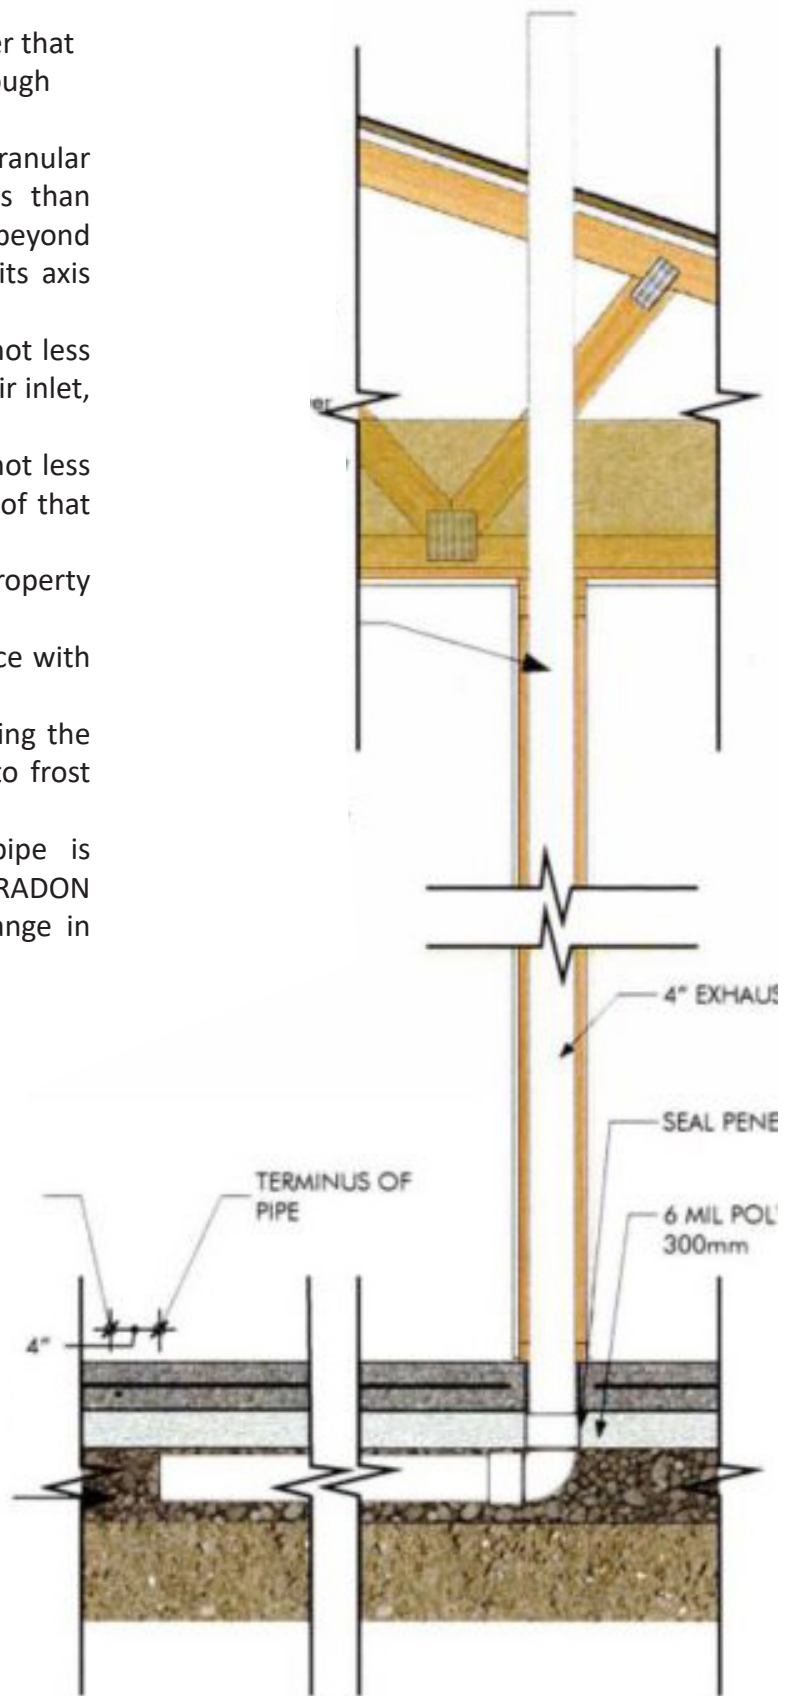 er that
ough
ranular
s than
beyond
its axis
not less
ir inlet,
not less
of that
roperty
ce with
ing the
to frost
pipe is
RADON
ange in
er
4" EXHAUS
SEAL PENE
TERMINUS OF
PIPE
6 MIL POL
300mm
4"